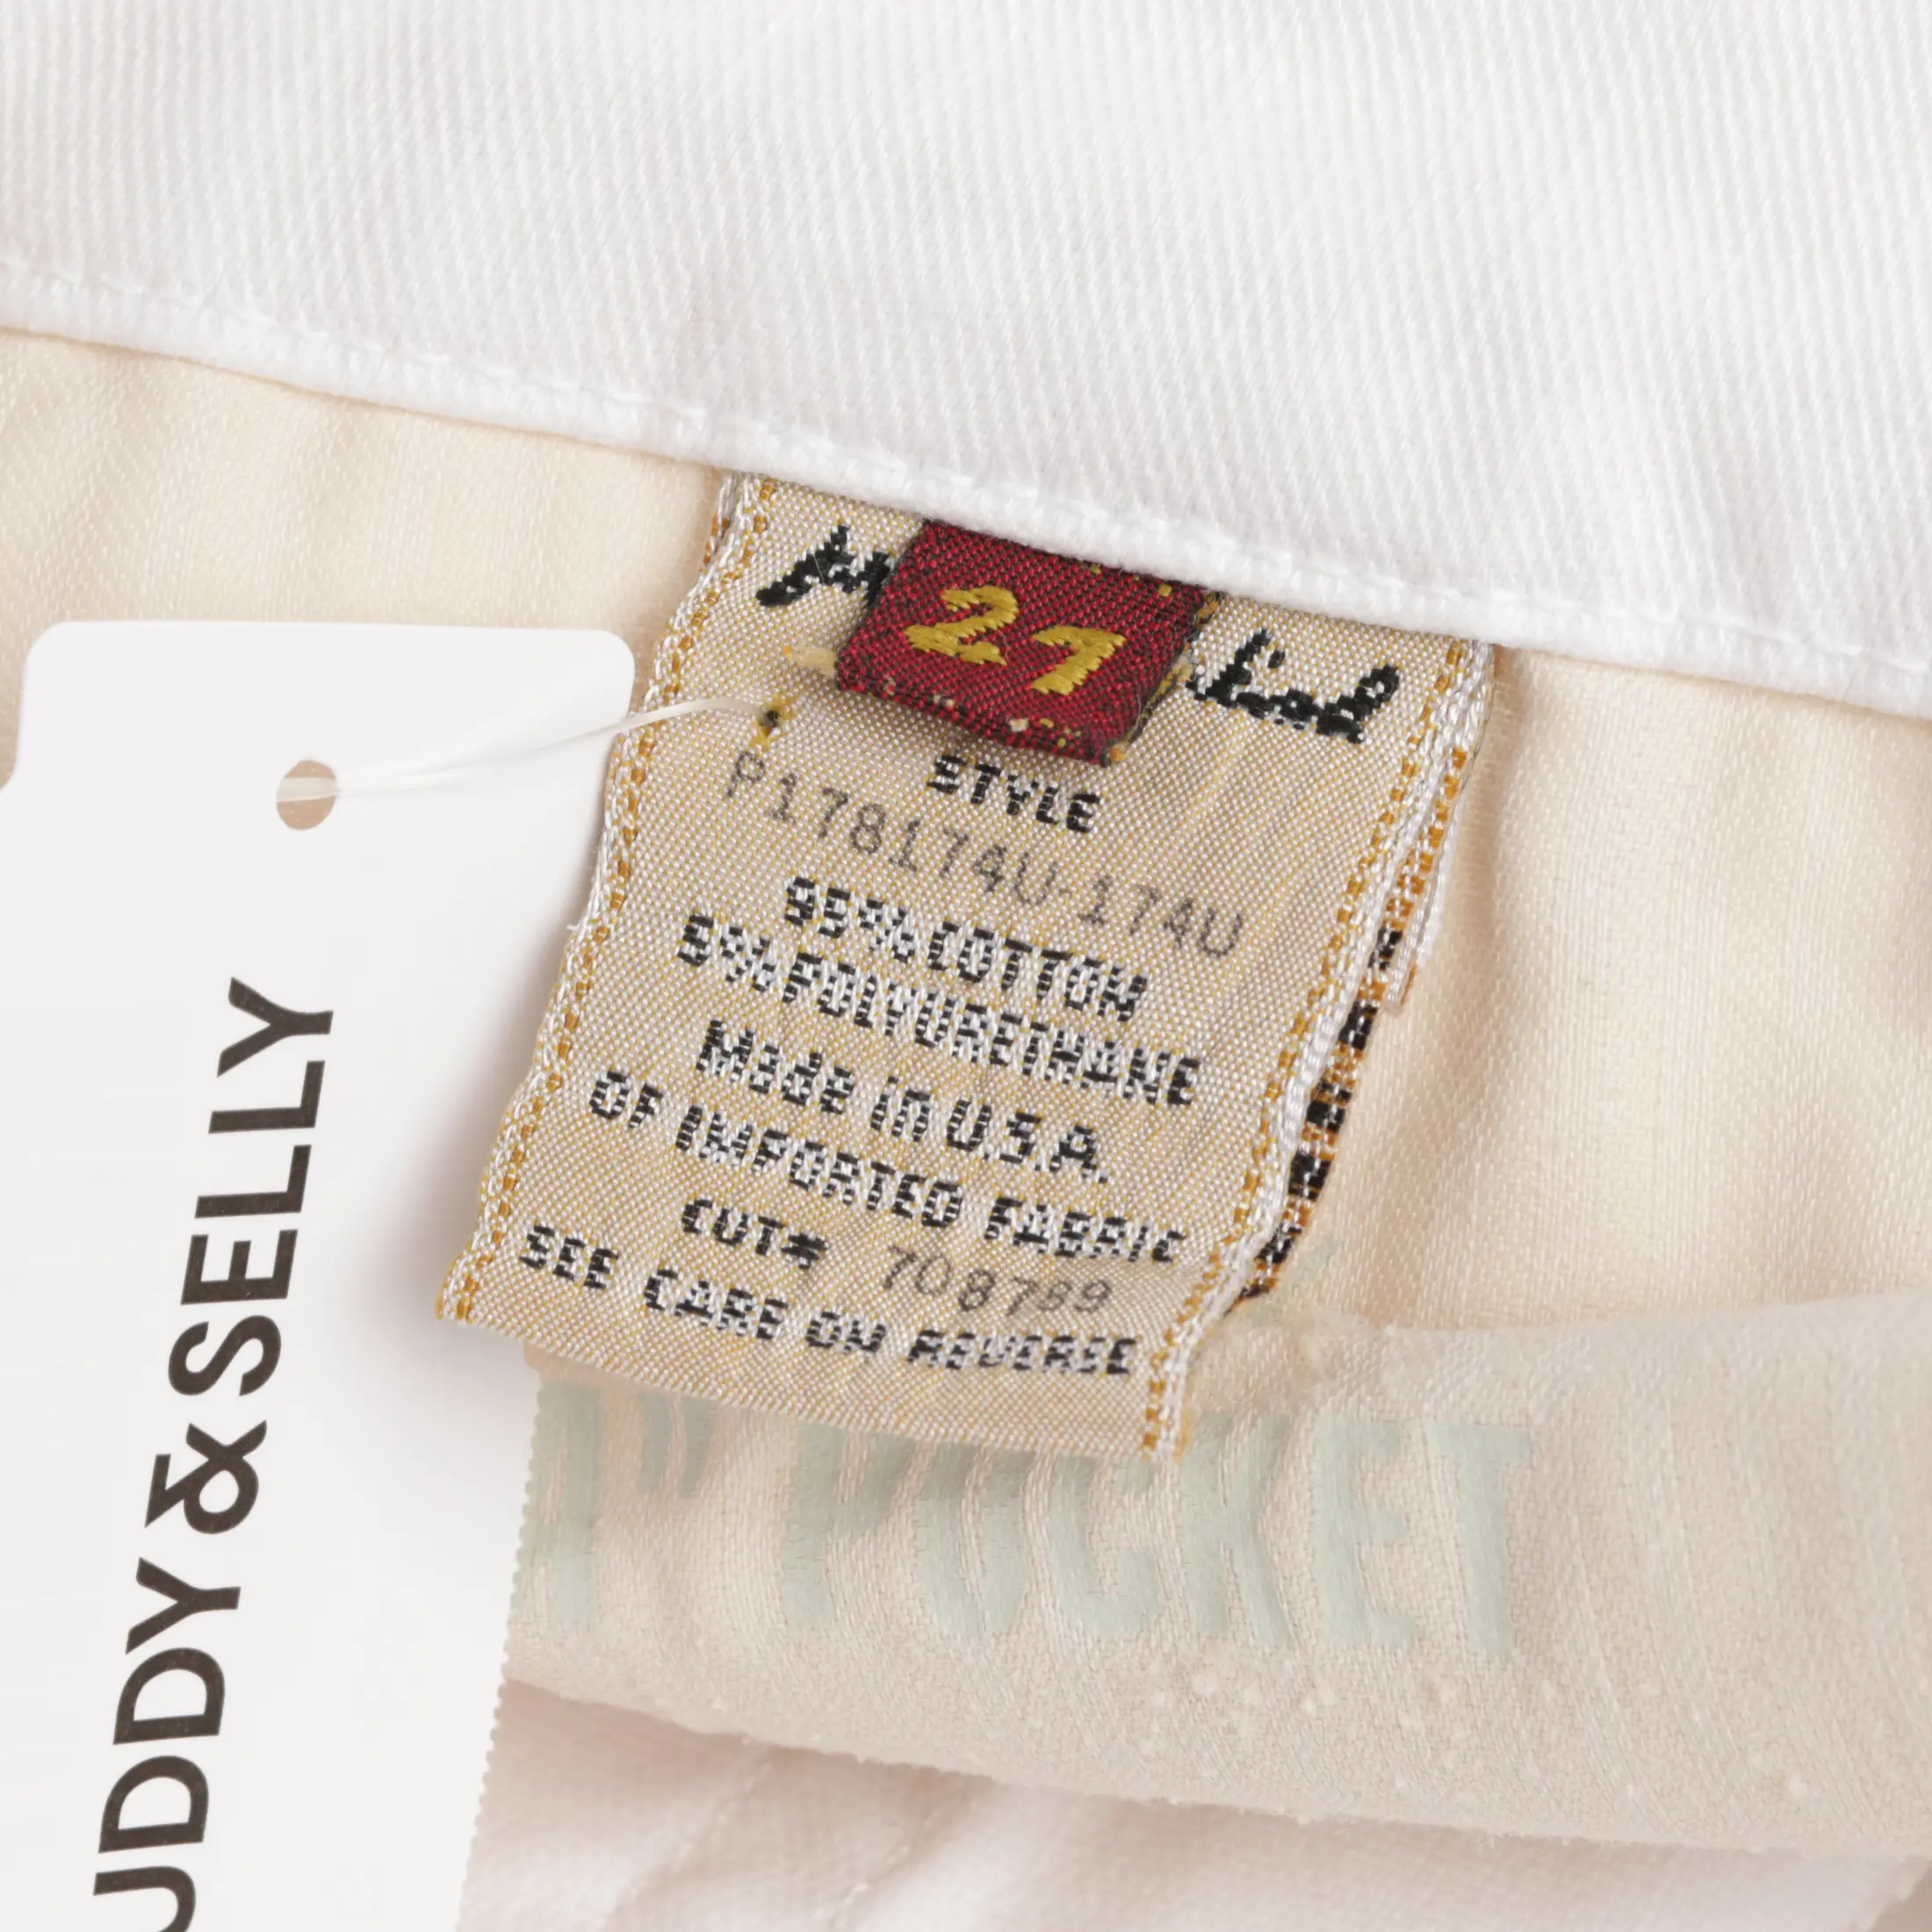 27
STYLE
P178174U-174U
95% COTTON
5% POLYURETHANE
Made in U.S.A.
OF IMPORTED FABRIC
CUT# 708789
SEE CARE ON REVERSE
POCKET
UDDY & SELLY